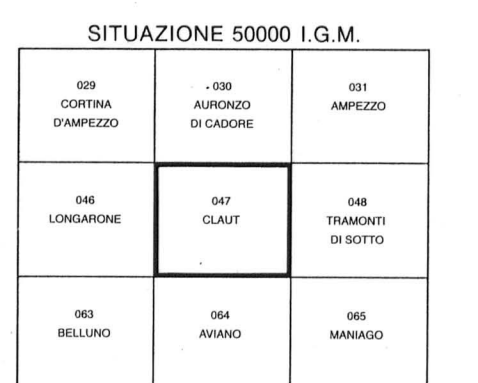 SITUAZIONE 50000 I.G.M.
029
CORTINA
D'AMPEZZO
030
AURONZO
DI CADORE
031
AMPEZZO
046
LONGARONE
047
CLAUT
048
TRAMONTI
DI SOTTO
063
BELLUNO
064
AVIANO
065
MANIAGO